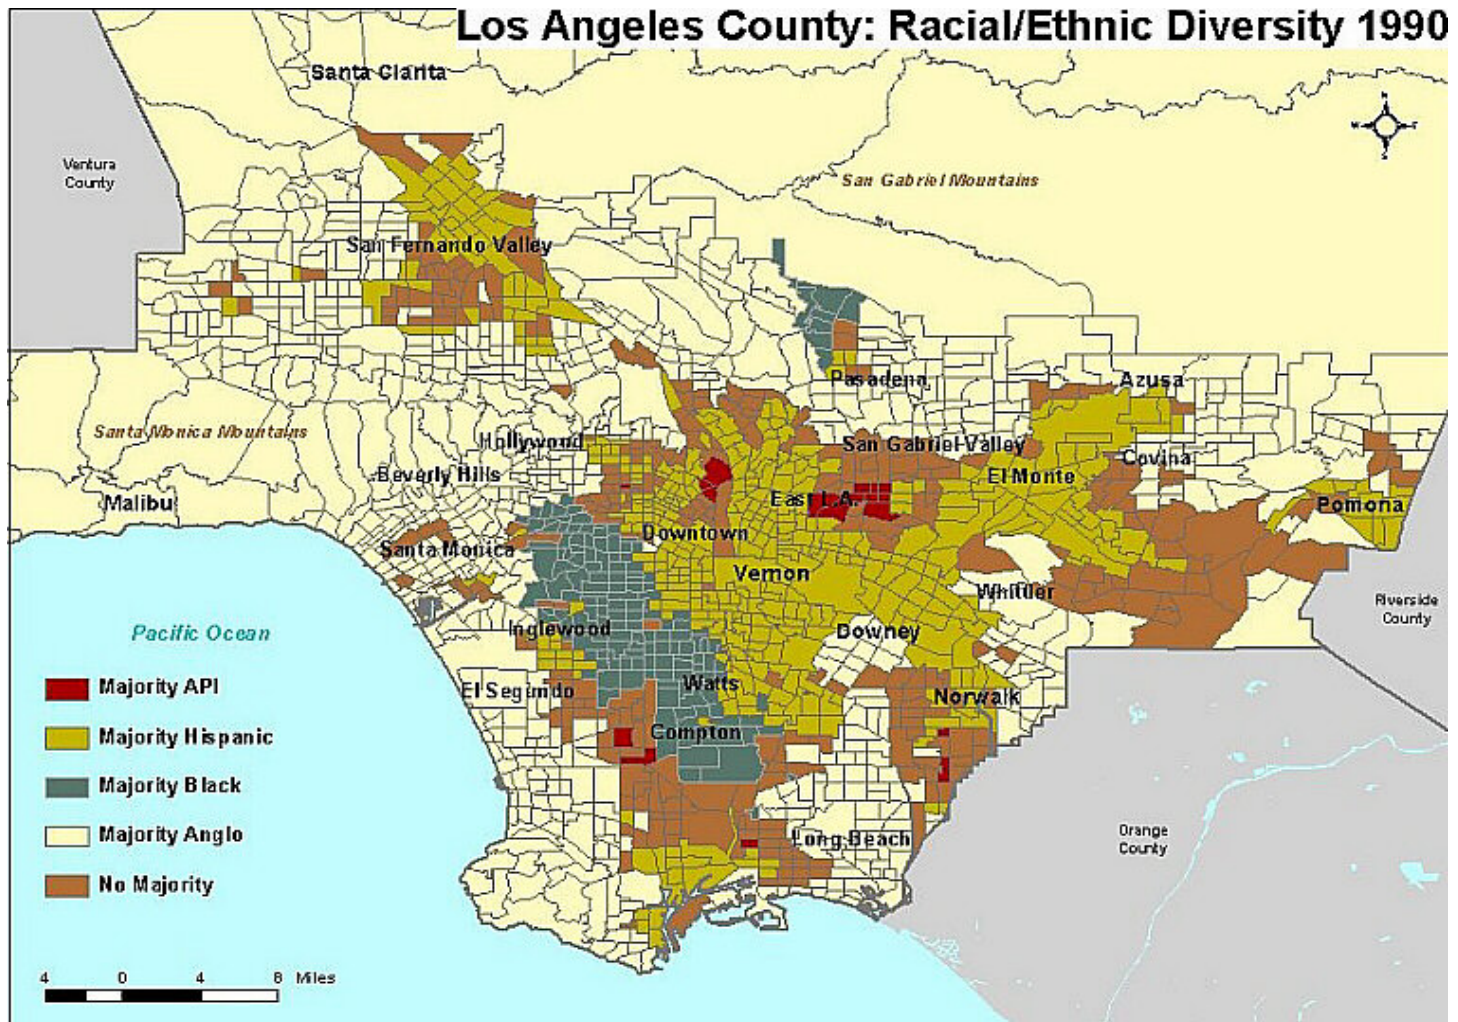 Los Angeles County: Racial/Ethnic Diversity 1990
Santa Clarita
N
W
E
S
Ventura
County
San Gabriel Mountains
San Fernando Valley
Pasadena
Azusa
Santa Monica Mountains
Hollywood
San Gabriel Valley
Covina
Beverly Hills
El Monte
Malibu
East L.A.
Pomona
Downtown
Santa Monica
Vernon
Whittier
Riverside
County
Pacific Ocean
Inglewood
Downey
Majority API
El Segundo
Watts
Norwalk
Majority Hispanic
Compton
Majority Black
Majority Anglo
Long Beach
Orange
County
No Majority
4 0 4 8 Miles